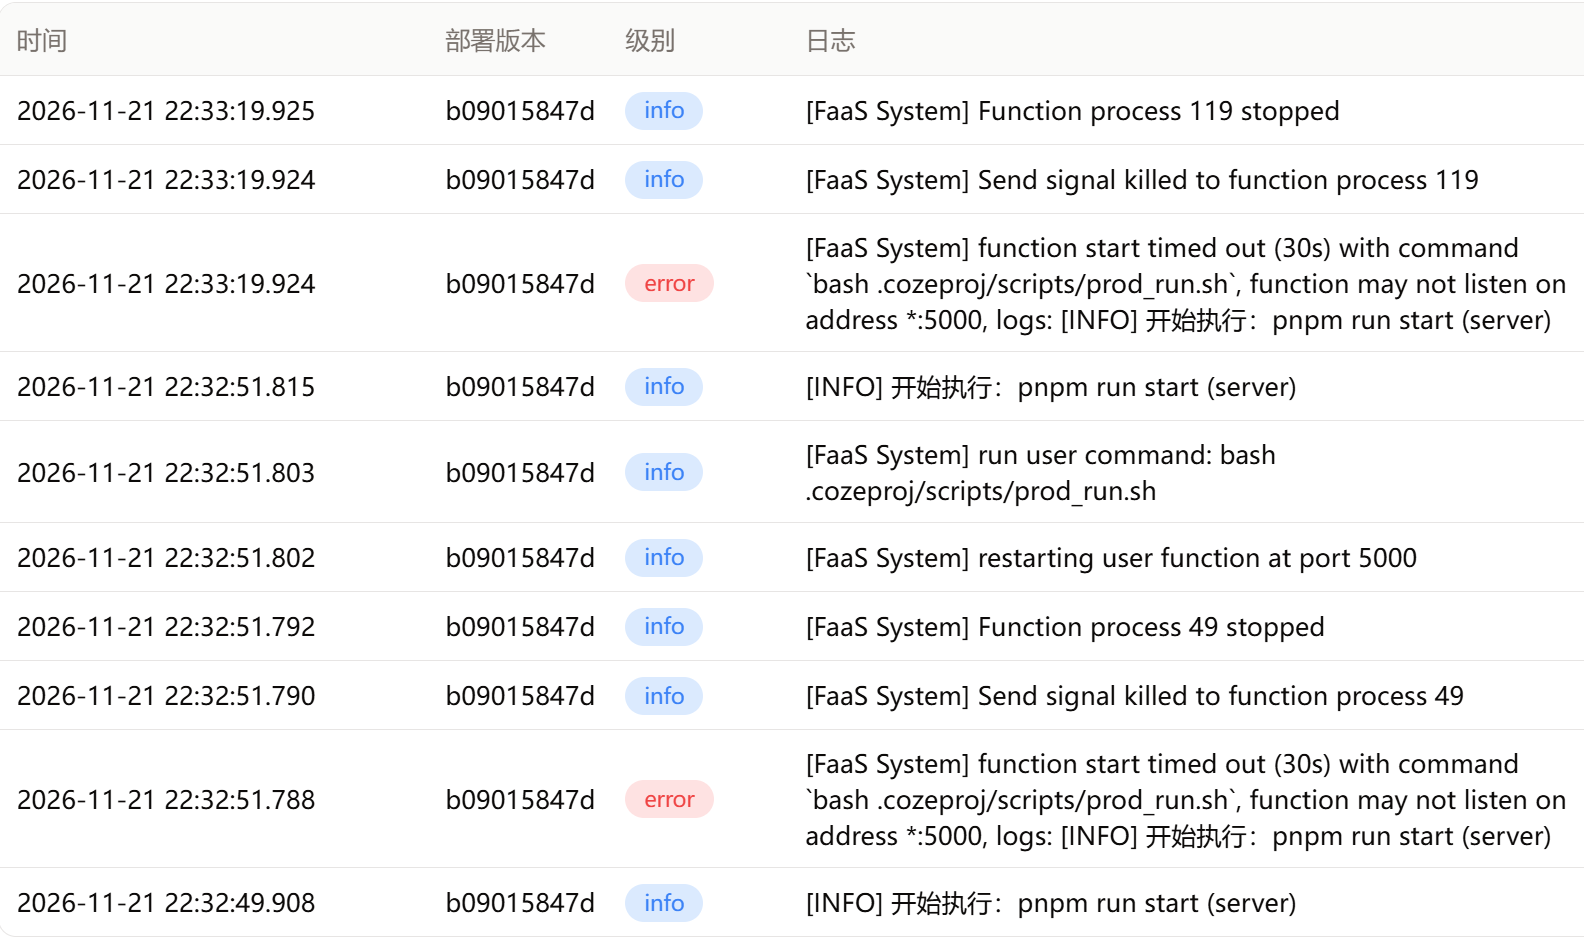 时间 部署版本 级别 日志
2026-11-21 22:33:19.925 b09015847d info [FaaS System] Function process 119 stopped
2026-11-21 22:33:19.924 b09015847d info [FaaS System] Send signal killed to function process 119
2026-11-21 22:33:19.924 b09015847d error [FaaS System] function start timed out (30s) with command
`bash .cozeproj/scripts/prod_run.sh`, function may not listen on
address *:5000, logs: [INFO] 开始执行：pnpm run start (server)
2026-11-21 22:32:51.815 b09015847d info [INFO] 开始执行：pnpm run start (server)
2026-11-21 22:32:51.803 b09015847d info [FaaS System] run user command: bash
.cozeproj/scripts/prod_run.sh
2026-11-21 22:32:51.802 b09015847d info [FaaS System] restarting user function at port 5000
2026-11-21 22:32:51.792 b09015847d info [FaaS System] Function process 49 stopped
2026-11-21 22:32:51.790 b09015847d info [FaaS System] Send signal killed to function process 49
2026-11-21 22:32:51.788 b09015847d error [FaaS System] function start timed out (30s) with command
`bash .cozeproj/scripts/prod_run.sh`, function may not listen on
address *:5000, logs: [INFO] 开始执行：pnpm run start (server)
2026-11-21 22:32:49.908 b09015847d info [INFO] 开始执行：pnpm run start (server)